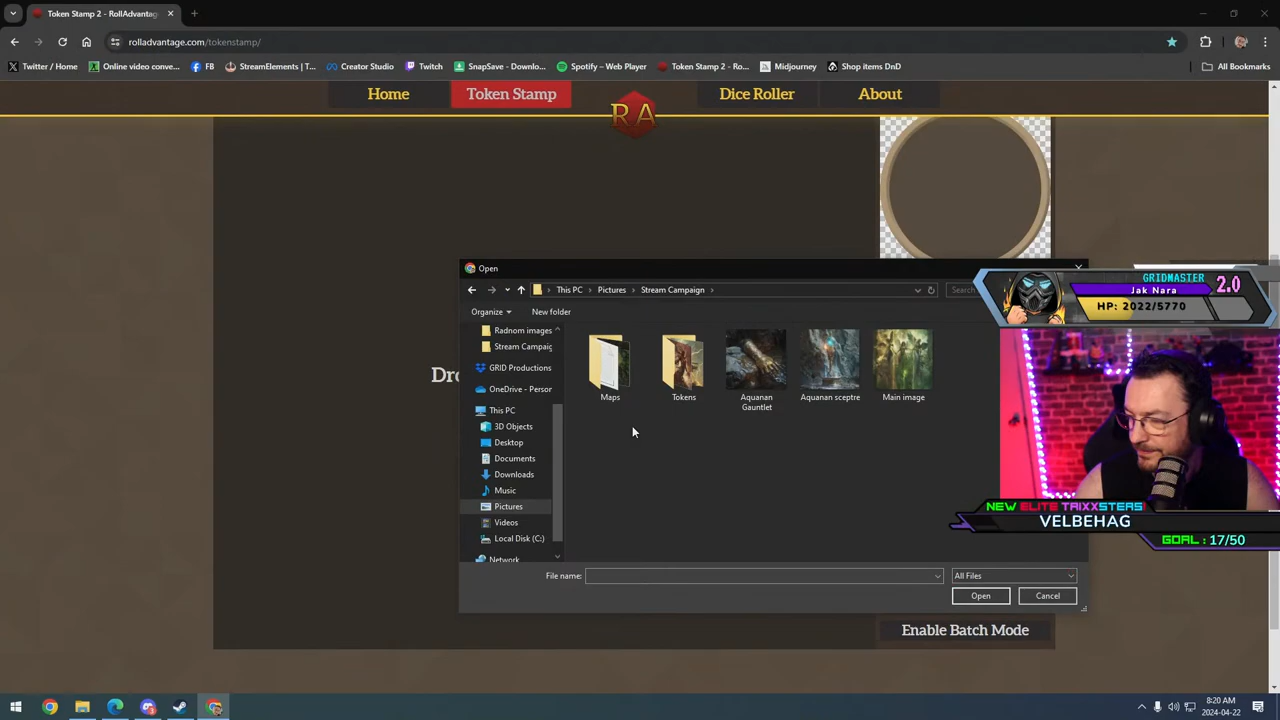 Token Stamp 2 - RollAdvantag
rolladvantage.com/tokenstamp/
Twitter / Home
Online video conve...
FB
StreamElements | T...
Creator Studio
Twitch
SnapSave - Downlo...
Spotify – Web Player
Token Stamp 2 - Ro...
Midjourney
Shop items DnD
All Bookmarks
Home
Token Stamp
RA
Dice Roller
About
Open
This PC
Pictures
Stream Campaign
Search
Organize
New folder
GRIDMASTER
Jak Nara
2.0
HP: 2022/5770
Radnom images
Stream Campaig
GRID Productions
OneDrive - Person
This PC
3D Objects
Desktop
Documents
Downloads
Music
Pictures
Videos
Local Disk (C:)
Network
Maps
Tokens
Aquanan
Gauntlet
Aquanan sceptre
Main image
Dro
NEW ELITE TRIXXSTERS!
VELBEHAG
GOAL : 17/50
File name:
All Files
Open
Cancel
Enable Batch Mode
8:20 AM
2024-04-22